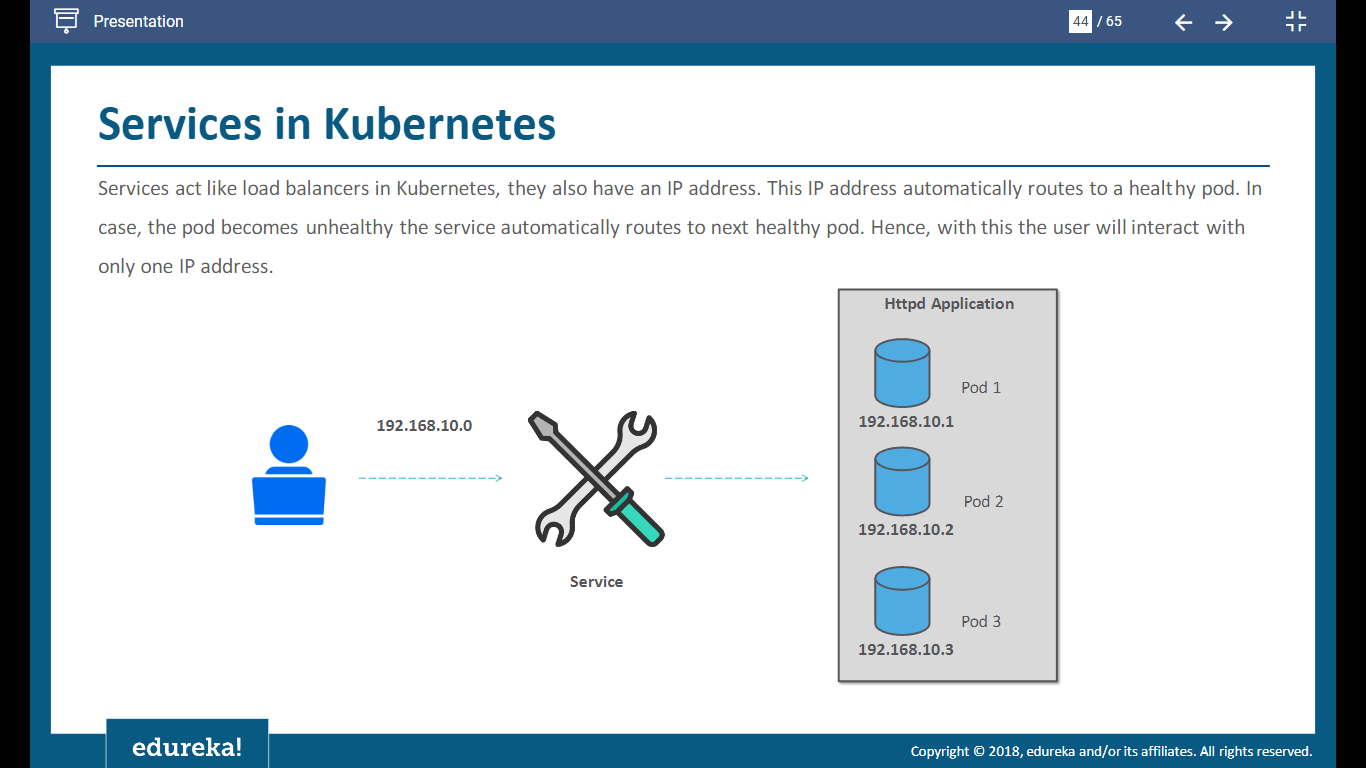 Presentation
44 / 65
Services in Kubernetes
Services act like load balancers in Kubernetes, they also have an IP address. This IP address automatically routes to a healthy pod. In
case, the pod becomes unhealthy the service automatically routes to next healthy pod. Hence, with this the user will interact with
only one IP address.
192.168.10.0
Service
Httpd Application
Pod 1
192.168.10.1
Pod 2
192.168.10.2
Pod 3
192.168.10.3
edureka!
Copyright © 2018, edureka and/or its affiliates. All rights reserved.